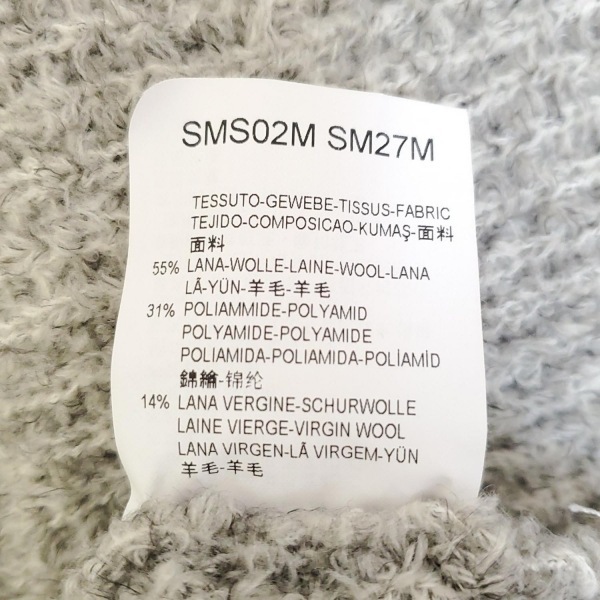 SMS02M SM27M
TESSUTO-GEWEBE-TISSUS-FABRIC
TEJIDO-COMPOSICAO-KUMAŞ-面料
面料
55% LANA-WOLLE-LAINE-WOOL-LANA
LÃ-YÜN-羊毛-羊毛
31% POLIAMMIDE-POLYAMID
POLYAMIDE-POLYAMIDE
POLIAMIDA-POLIAMIDA-POLİAMİD
錦綸-锦纶
14% LANA VERGINE-SCHURWOLLE
LAINE VIERGE-VIRGIN WOOL
LANA VIRGEN-LÃ VIRGEM-YÜN
羊毛-羊毛